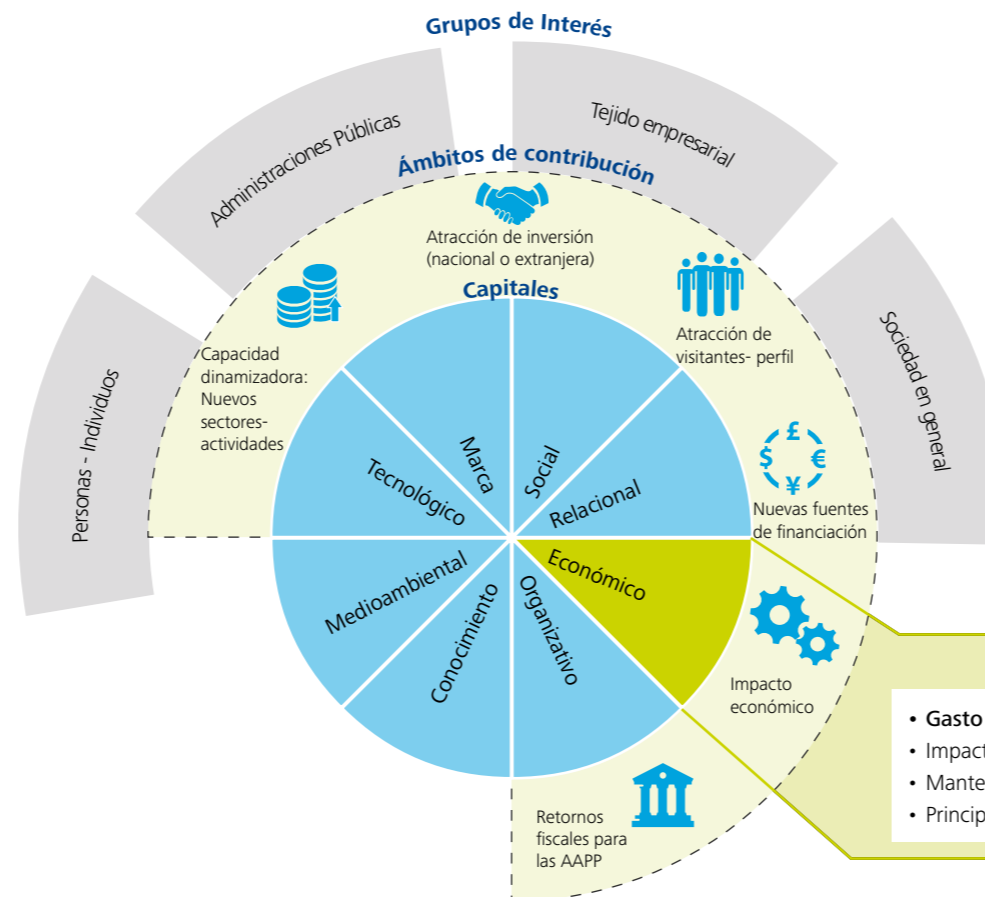 Grupos de Interés
Personas - Individuos
Administraciones Públicas
Tejido empresarial
Sociedad en general
Ámbitos de contribución
Capacidad
dinamizadora:
Nuevos
sectores-
actividades
Atracción de inversión
(nacional o extranjera)
Atracción de
visitantes- perfil
$ £ € ¥
Nuevas fuentes
de financiación
Impacto
económico
Retornos
fiscales para
las AAPP
Capitales
Tecnológico
Marca
Social
Relacional
Económico
Organizativo
Conocimiento
Medioambiental
• Gasto
• Impact
• Mante
• Princip